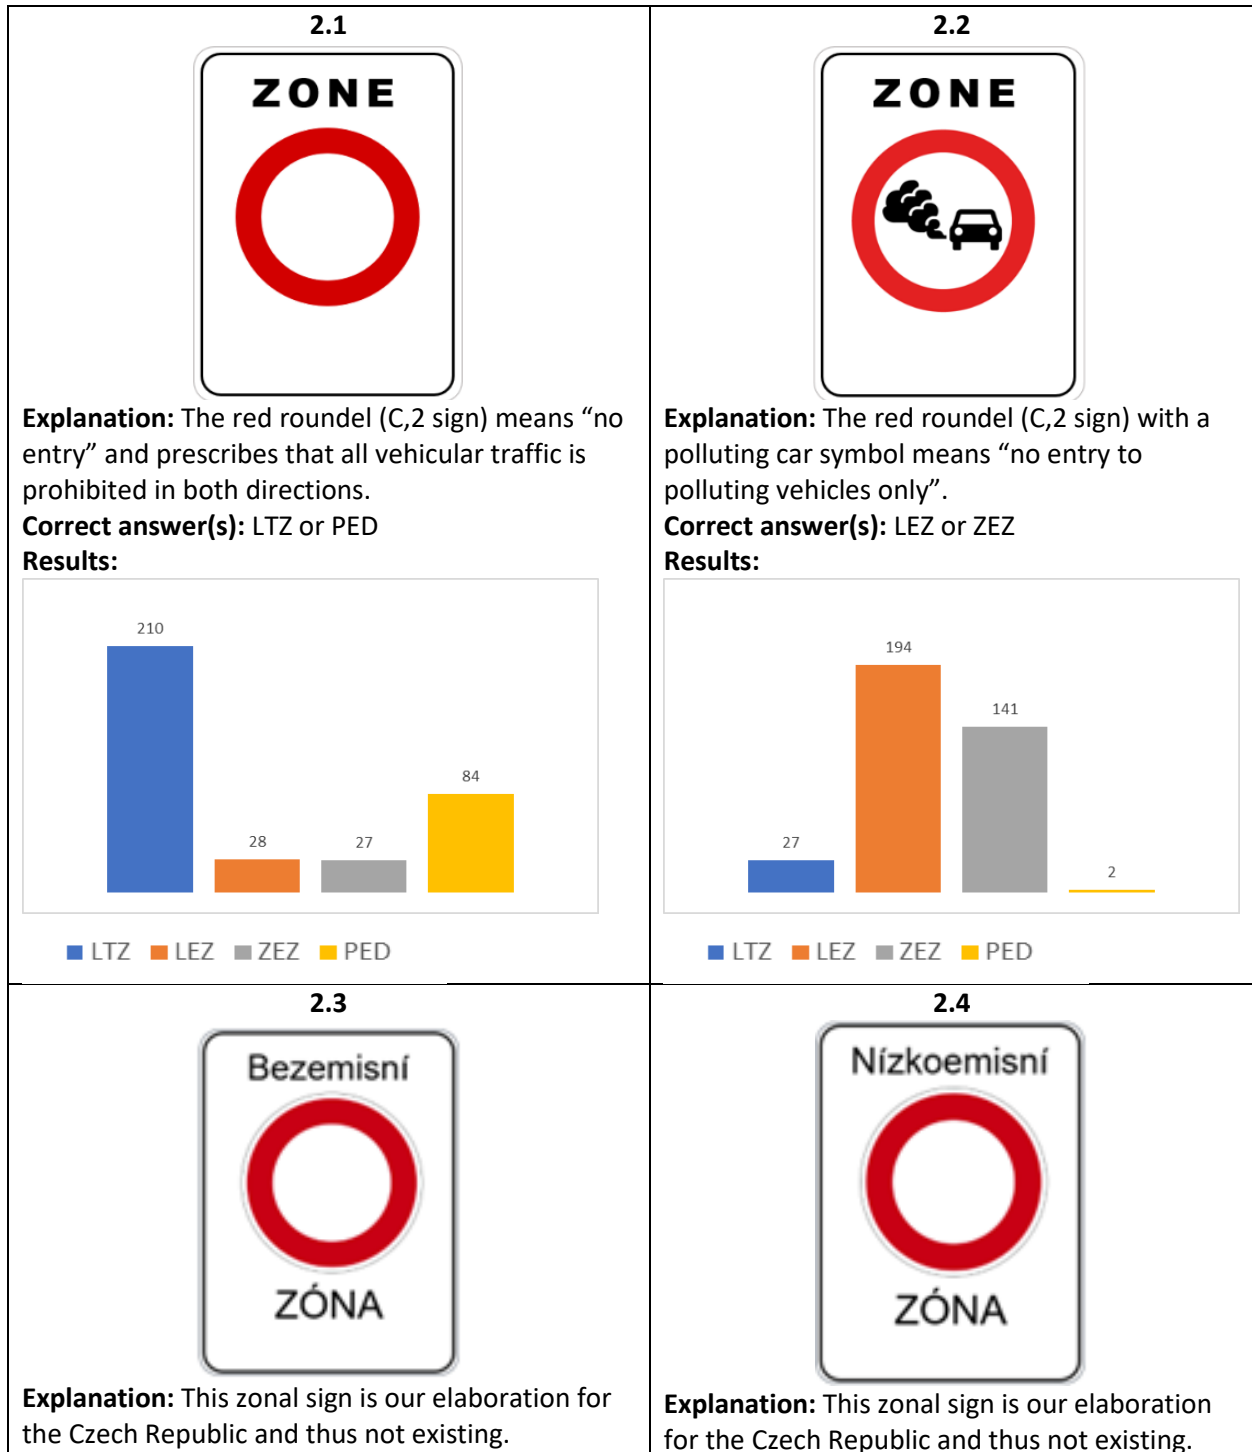 2.1
ZONE
Explanation: The red roundel (C,2 sign) means “no
entry” and prescribes that all vehicular traffic is
prohibited in both directions.
Correct answer(s): LTZ or PED
Results:
210
28
27
84
LTZ LEZ ZEZ PED
2.2
ZONE
Explanation: The red roundel (C,2 sign) with a
polluting car symbol means “no entry to
polluting vehicles only”.
Correct answer(s): LEZ or ZEZ
Results:
27
194
141
2
LTZ LEZ ZEZ PED
2.3
Bezemisní
ZÓNA
Explanation: This zonal sign is our elaboration for
the Czech Republic and thus not existing.
2.4
Nízkoemisní
ZÓNA
Explanation: This zonal sign is our elaboration
for the Czech Republic and thus not existing.